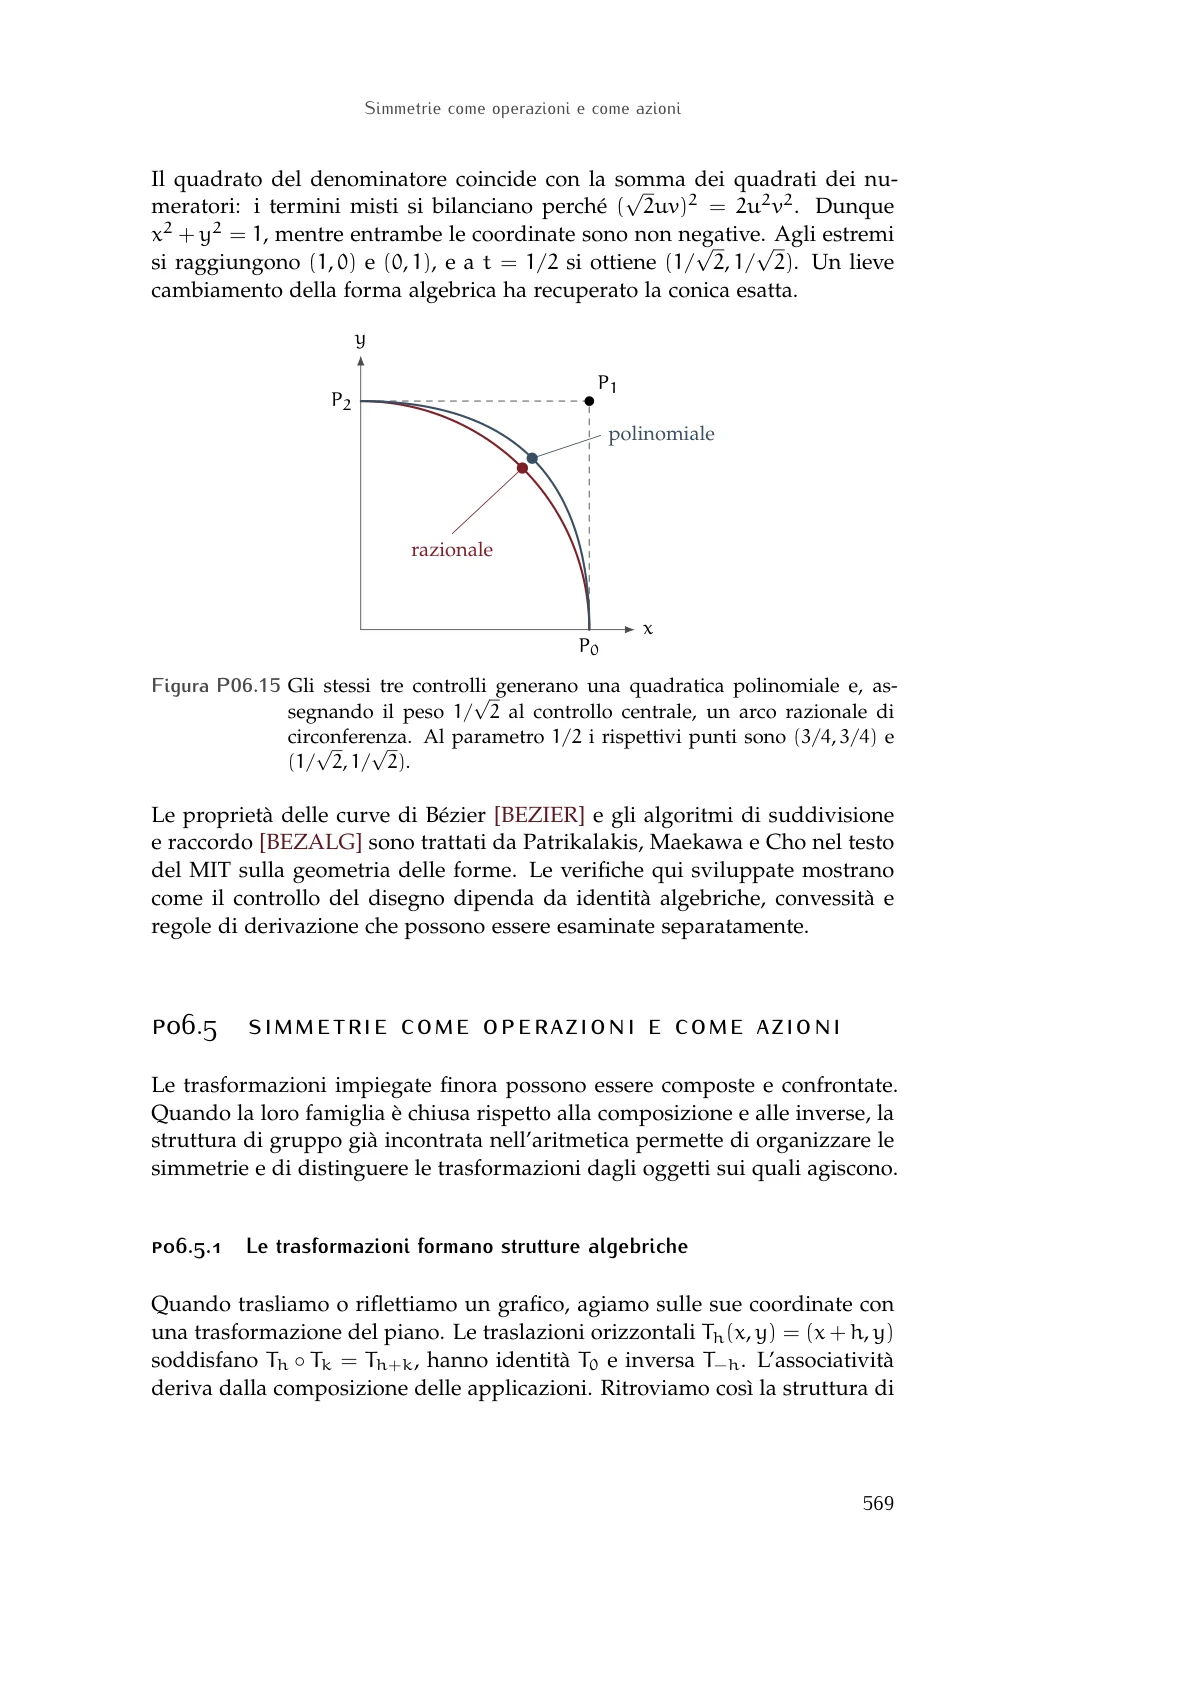 Simmetrie come operazioni e come azioni
Il quadrato del denominatore coincide con la somma dei quadrati dei nu-
meratori: i termini misti si bilanciano perché (√2uv)² = 2u²v². Dunque
x² + y² = 1, mentre entrambe le coordinate sono non negative. Agli estremi
si raggiungono (1, 0) e (0, 1), e a t = 1/2 si ottiene (1/√2, 1/√2). Un lieve
cambiamento della forma algebrica ha recuperato la conica esatta.
y
P₁
P₂
polinomiale
razionale
x
P₀
Figura P06.15 Gli stessi tre controlli generano una quadratica polinomiale e, as-
segnando il peso 1/√2 al controllo centrale, un arco razionale di
circonferenza. Al parametro 1/2 i rispettivi punti sono (3/4, 3/4) e
(1/√2, 1/√2).
Le proprietà delle curve di Bézier [BEZIER] e gli algoritmi di suddivisione
e raccordo [BEZALG] sono trattati da Patrikalakis, Maekawa e Cho nel testo
del MIT sulla geometria delle forme. Le verifiche qui sviluppate mostrano
come il controllo del disegno dipenda da identità algebriche, convessità e
regole di derivazione che possono essere esaminate separatamente.
P06.5 SIMMETRIE COME OPERAZIONI E COME AZIONI
Le trasformazioni impiegate finora possono essere composte e confrontate.
Quando la loro famiglia è chiusa rispetto alla composizione e alle inverse, la
struttura di gruppo già incontrata nell'aritmetica permette di organizzare le
simmetrie e di distinguere le trasformazioni dagli oggetti sui quali agiscono.
P06.5.1 Le trasformazioni formano strutture algebriche
Quando trasliamo o riflettiamo un grafico, agiamo sulle sue coordinate con
una trasformazione del piano. Le traslazioni orizzontali Tₕ(x, y) = (x + h, y)
soddisfano Tₕ ∘ Tₖ = Tₕ₊ₖ, hanno identità T₀ e inversa T₋ₕ. L'associatività
deriva dalla composizione delle applicazioni. Ritroviamo così la struttura di
569